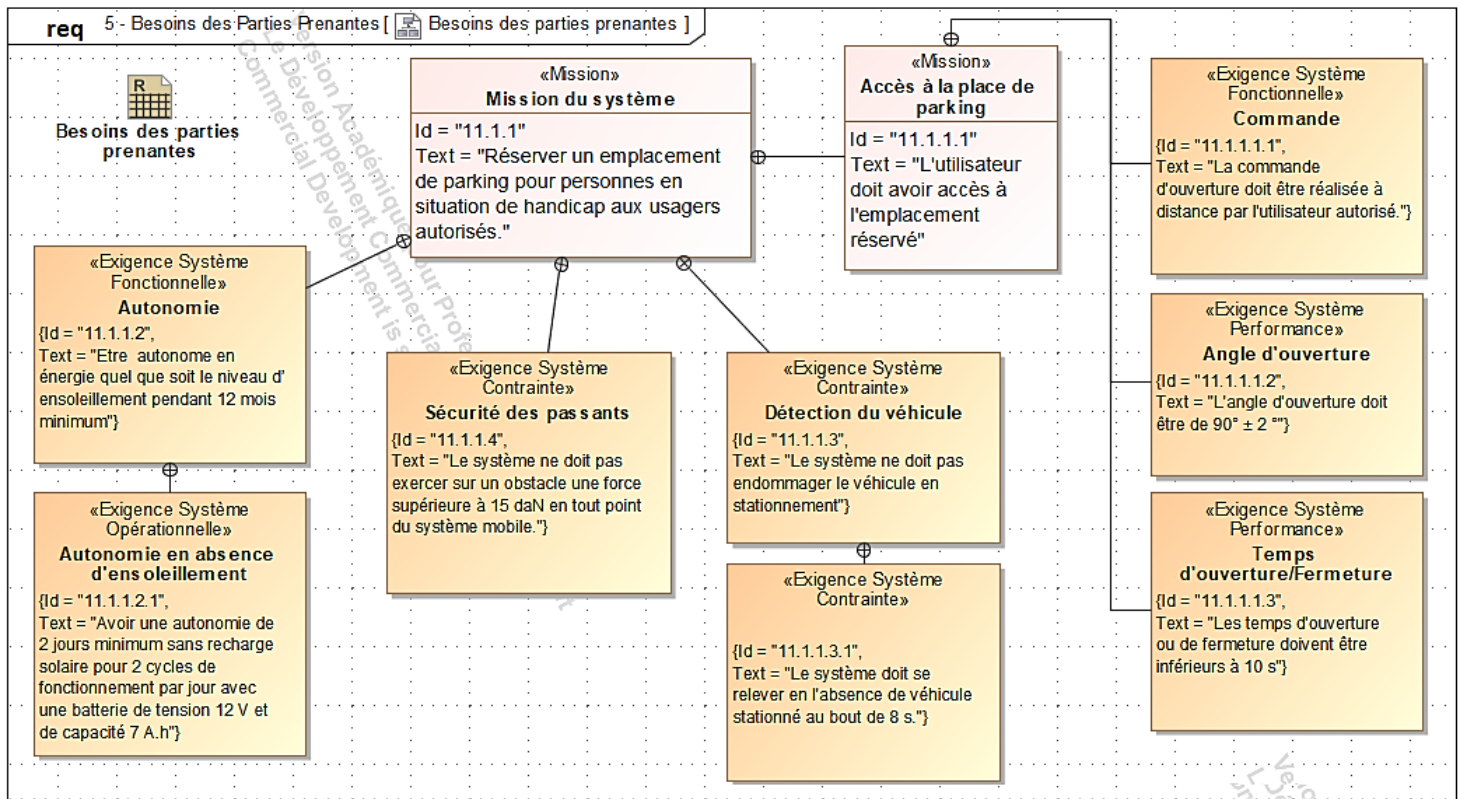 req 5 - Besoins des Parties Prenantes [ Besoins des parties prenantes ]
R
Besoins des parties
prenantes
«Mission»
Mission du système
Id = "11.1.1"
Text = "Réserver un emplacement
de parking pour personnes en
situation de handicap aux usagers
autorisés."
«Mission»
Accès à la place de
parking
Id = "11.1.1.1"
Text = "L'utilisateur
doit avoir accès à
l'emplacement
réservé"
«Exigence Système
Fonctionnelle»
Commande
{Id = "11.1.1.1.1",
Text = "La commande
d'ouverture doit être réalisée à
distance par l'utilisateur autorisé."}
«Exigence Système
Performance»
Angle d'ouverture
{Id = "11.1.1.1.2",
Text = "L'angle d'ouverture doit
être de 90° ± 2 °"}
«Exigence Système
Performance»
Temps
d'ouverture/Fermeture
{Id = "11.1.1.1.3",
Text = "Les temps d'ouverture
ou de fermeture doivent être
inférieurs à 10 s"}
«Exigence Système
Fonctionnelle»
Autonomie
{Id = "11.1.1.2",
Text = "Etre autonome en
énergie quel que soit le niveau d'
ensoleillement pendant 12 mois
minimum"}
«Exigence Système
Opérationnelle»
Autonomie en absence
d'ensoleillement
{Id = "11.1.1.2.1",
Text = "Avoir une autonomie de
2 jours minimum sans recharge
solaire pour 2 cycles de
fonctionnement par jour avec
une batterie de tension 12 V et
de capacité 7 A.h"}
«Exigence Système
Contrainte»
Sécurité des passants
{Id = "11.1.1.4",
Text = "Le système ne doit pas
exercer sur un obstacle une force
supérieure à 15 daN en tout point
du système mobile."}
«Exigence Système
Contrainte»
Détection du véhicule
{Id = "11.1.1.3",
Text = "Le système ne doit pas
endommager le véhicule en
stationnement"}
«Exigence Système
Contrainte»
{Id = "11.1.1.3.1",
Text = "Le système doit se
relever en l'absence de véhicule
stationné au bout de 8 s."}
Version Académique our
Le Développement Commercial
Commercial Development is